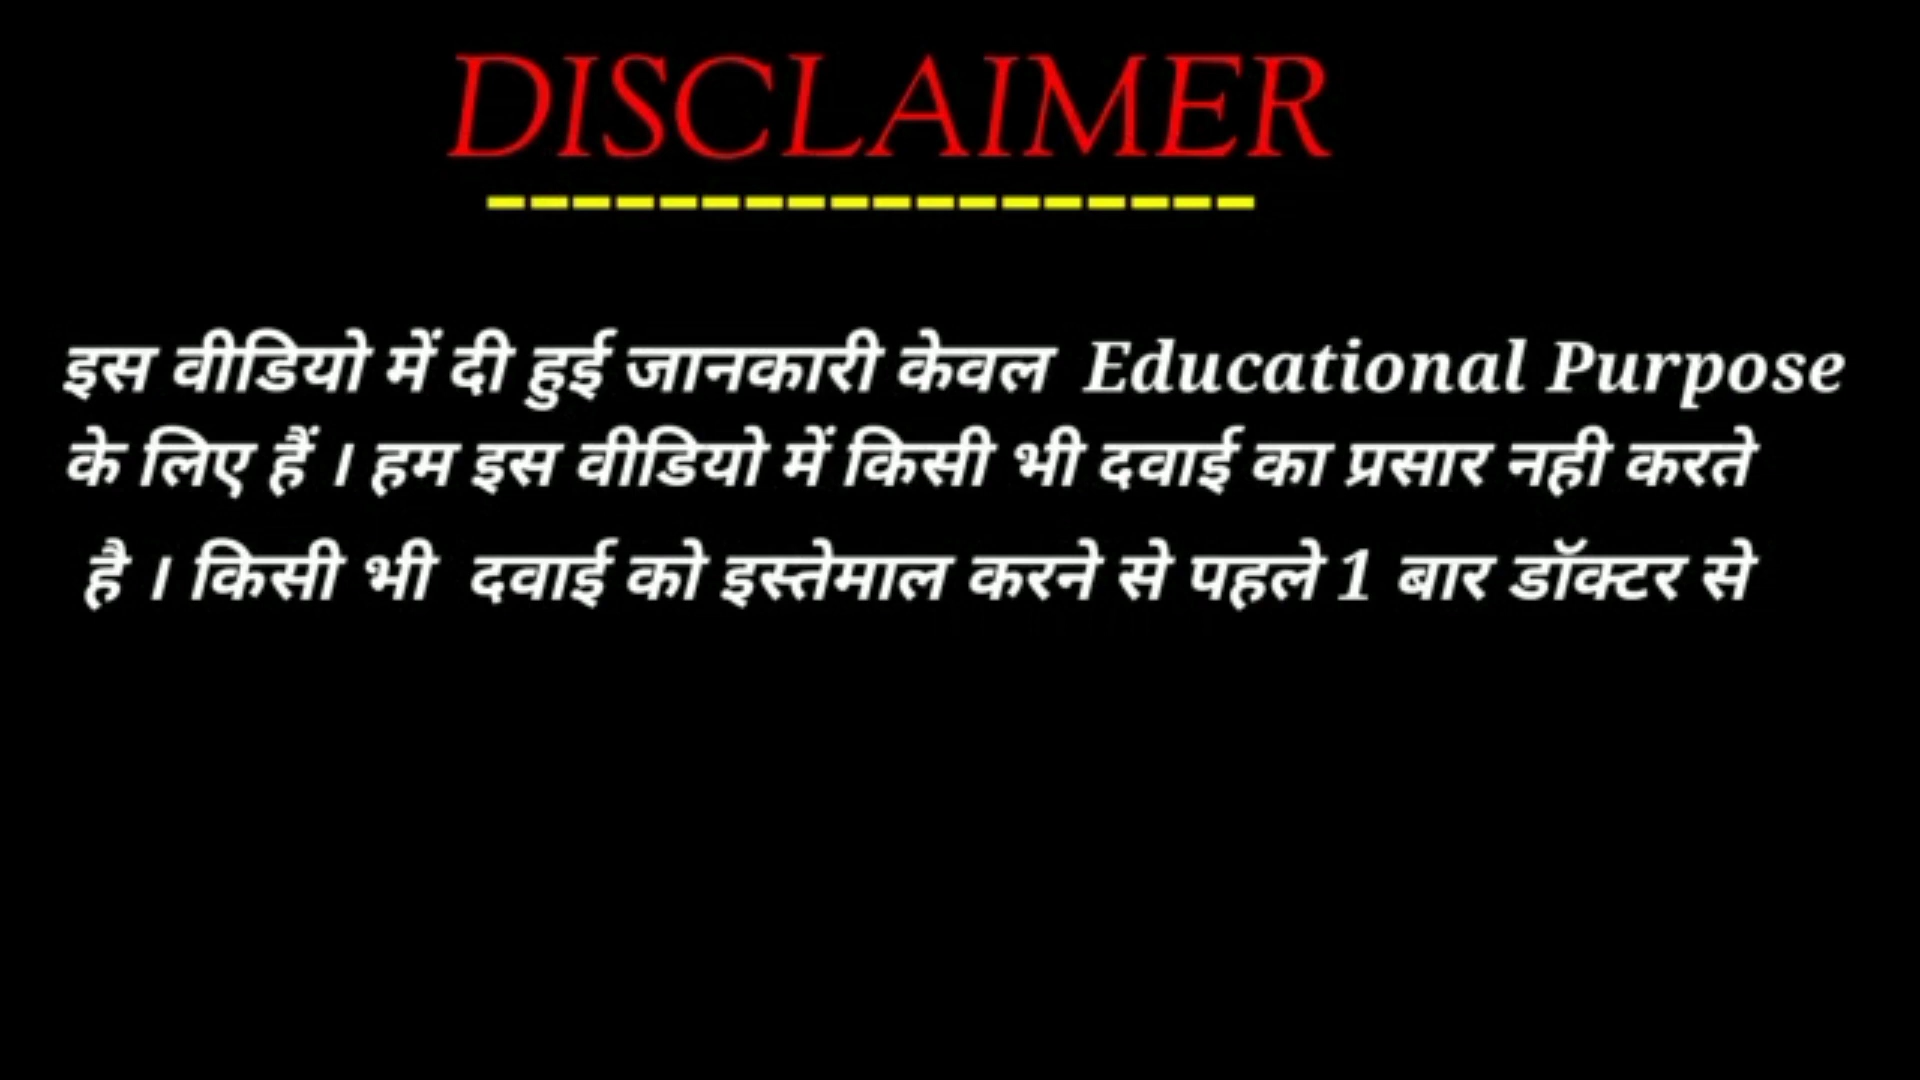 DISCLAIMER
------------------
इस वीडियो में दी हुई जानकारी केवल Educational Purpose
के लिए हैं । हम इस वीडियो में किसी भी दवाई का प्रसार नही करते
है । किसी भी दवाई को इस्तेमाल करने से पहले 1 बार डॉक्टर से